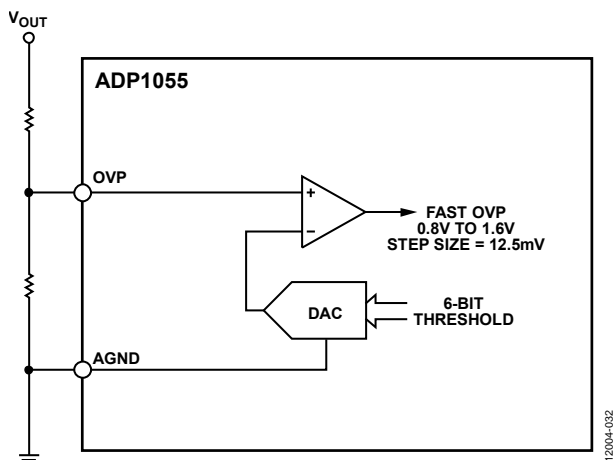 VOUT
ADP1055
OVP
+
−
FAST OVP
0.8V TO 1.6V
STEP SIZE = 12.5mV
DAC
6-BIT
THRESHOLD
AGND
12004-032